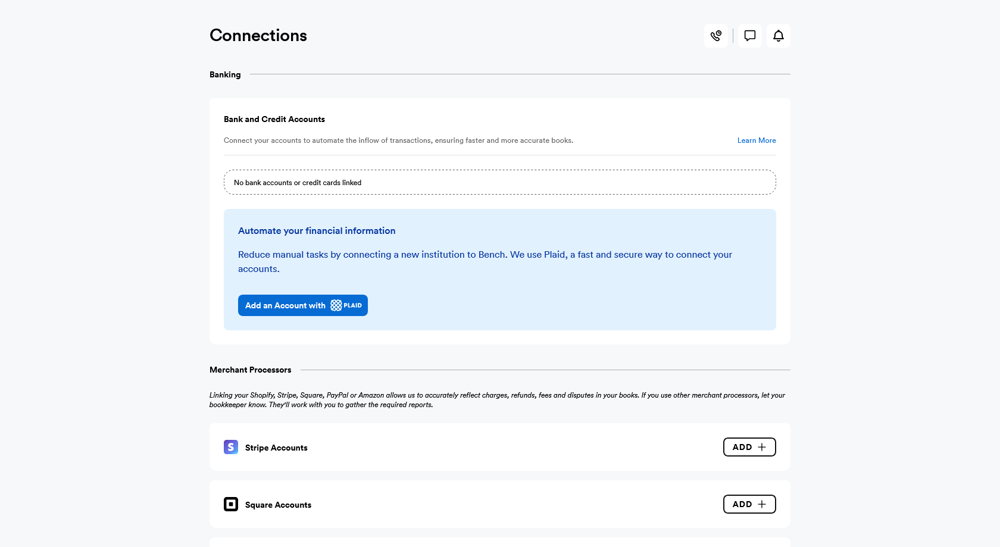 Connections
Banking
Bank and Credit Accounts
Connect your accounts to automate the inflow of transactions, ensuring faster and more accurate books.
Learn More
No bank accounts or credit cards linked
Automate your financial information
Reduce manual tasks by connecting a new institution to Bench. We use Plaid, a fast and secure way to connect your
accounts.
Add an Account with PLAID
Merchant Processors
Linking your Shopify, Stripe, Square, PayPal or Amazon allows us to accurately reflect charges, refunds, fees and disputes in your books. If you use other merchant processors, let your
bookkeeper know. They'll work with you to gather the required reports.
S Stripe Accounts
ADD
Square Accounts
ADD